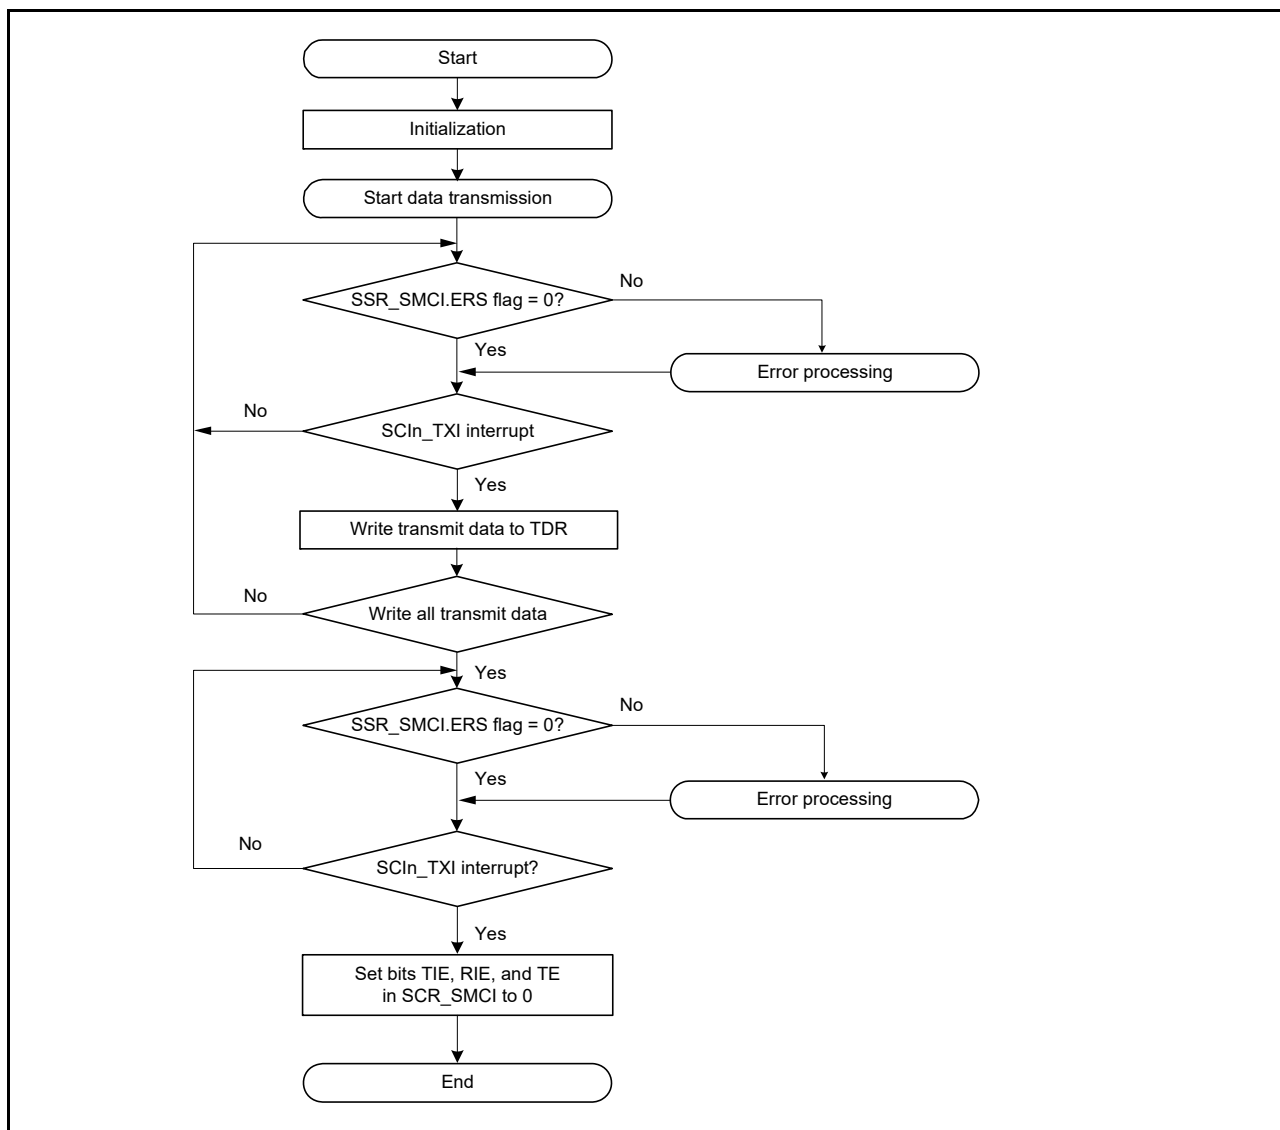 Start
Initialization
Start data transmission
SSR_SMCI.ERS flag = 0?
No
Yes
Error processing
No
SCIn_TXI interrupt
Yes
Write transmit data to TDR
No
Write all transmit data
Yes
SSR_SMCI.ERS flag = 0?
No
Yes
Error processing
No
SCIn_TXI interrupt?
Yes
Set bits TIE, RIE, and TE
in SCR_SMCI to 0
End